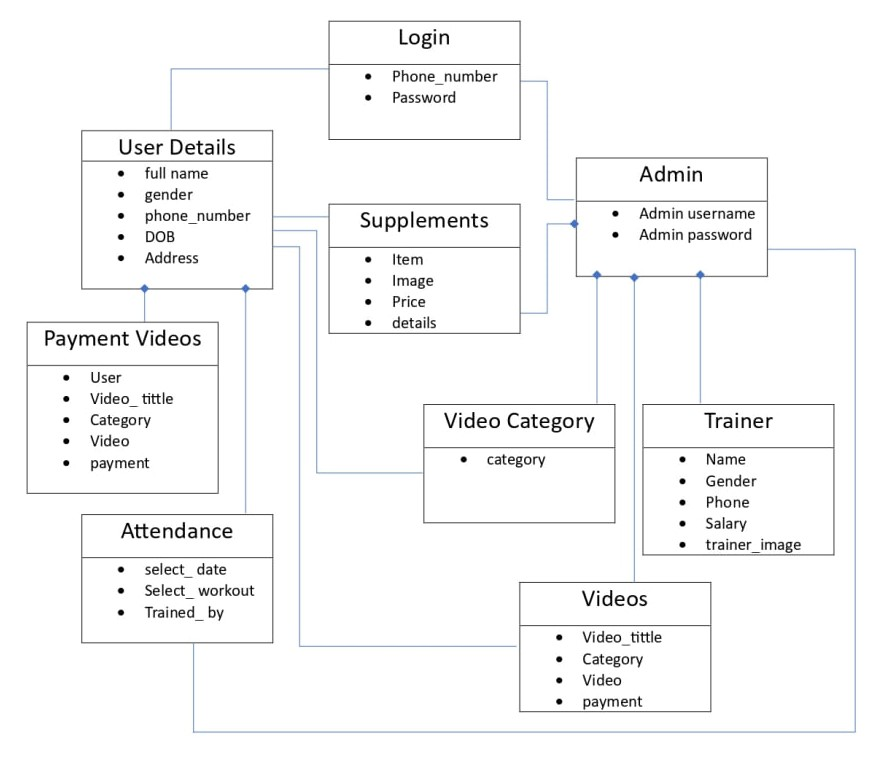 Login
Phone_number
Password
User Details
full name
gender
phone_number
DOB
Address
Admin
Admin username
Admin password
Supplements
Item
Image
Price
details
Payment Videos
User
Video_ tittle
Category
Video
payment
Video Category
category
Trainer
Name
Gender
Phone
Salary
trainer_image
Attendance
select_ date
Select_ workout
Trained_ by
Videos
Video_tittle
Category
Video
payment